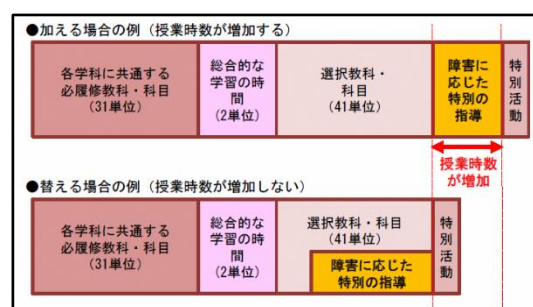 ●加える場合の例（授業時数が増加する）
各学科に共通する
必履修教科・科目
(31単位)
総合的な
学習の時
間
(2単位)
選択教科・
科目
(41単位)
障害に
応じた
特別の
指導
特別活動
授業時数
が増加
●替える場合の例（授業時数が増加しない）
各学科に共通する
必履修教科・科目
(31単位)
総合的な
学習の時
間
(2単位)
選択教科・科目
(41単位)
障害に応じた
特別の指導
特別活動